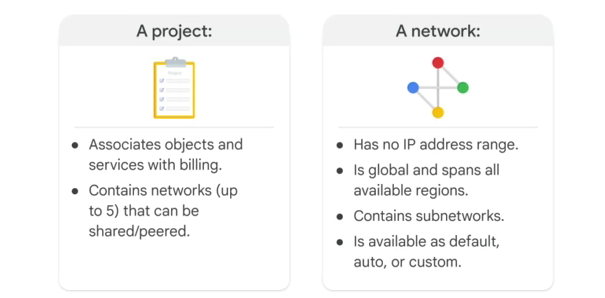 A project:
Project
● Associates objects and
services with billing.
● Contains networks (up
to 5) that can be
shared/peered.
A network:
● Has no IP address range.
● Is global and spans all
available regions.
● Contains subnetworks.
● Is available as default,
auto, or custom.